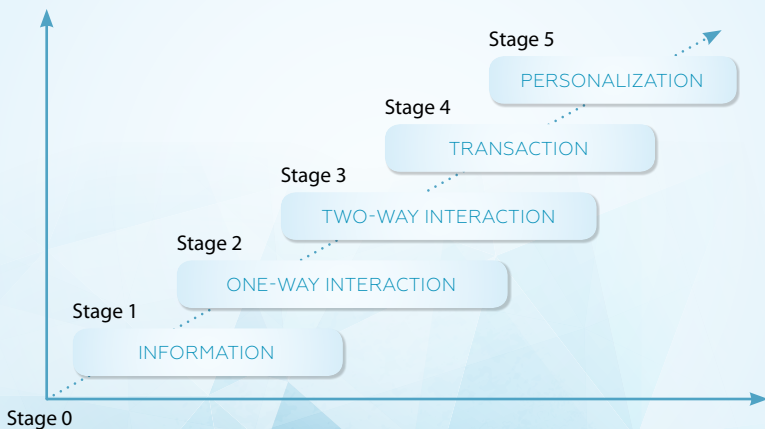 Stage 5
PERSONALIZATION
Stage 4
TRANSACTION
Stage 3
TWO-WAY INTERACTION
Stage 2
ONE-WAY INTERACTION
Stage 1
INFORMATION
Stage 0